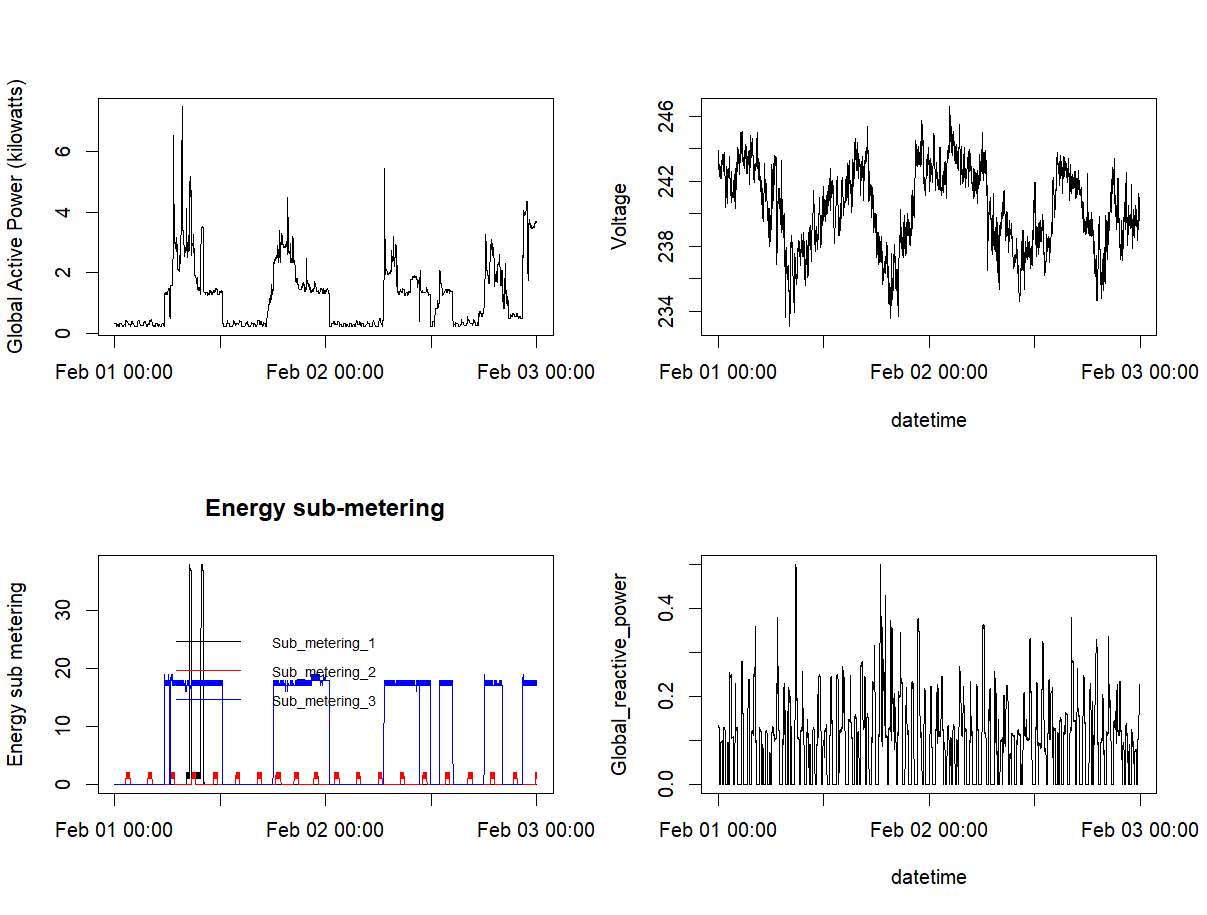 Global Active Power (kilowatts)
0
2
4
6
Feb 01 00:00
Feb 02 00:00
Feb 03 00:00
Voltage
234
238
242
246
Feb 01 00:00
Feb 02 00:00
Feb 03 00:00
datetime
Energy sub-metering
Energy sub metering
0
10
20
30
Sub_metering_1
Sub_metering_2
Sub_metering_3
Feb 01 00:00
Feb 02 00:00
Feb 03 00:00
Global_reactive_power
0.0
0.2
0.4
Feb 01 00:00
Feb 02 00:00
Feb 03 00:00
datetime